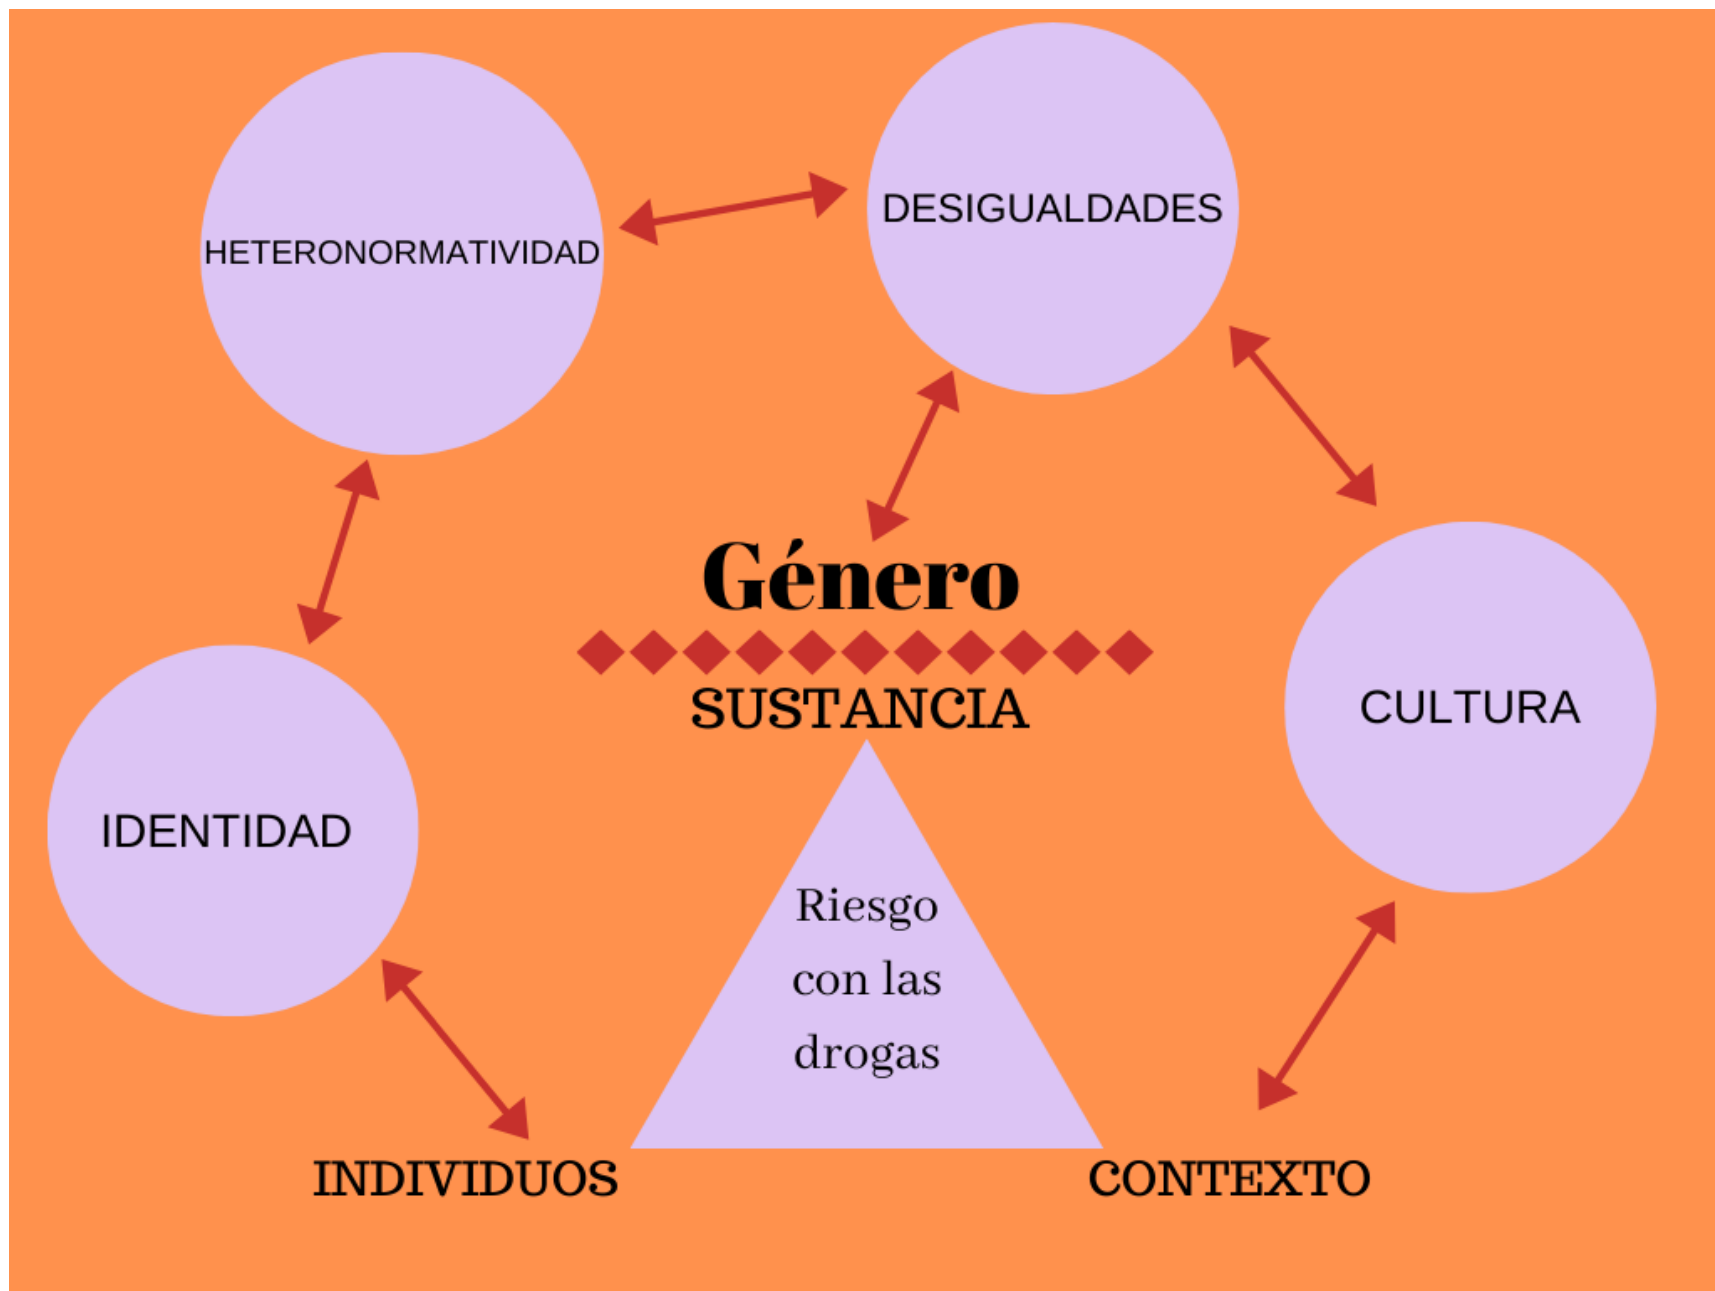 DESIGUALDADES
HETERONORMATIVIDAD
Género
SUSTANCIA
CULTURA
IDENTIDAD
Riesgo
con las
drogas
INDIVIDUOS
CONTEXTO